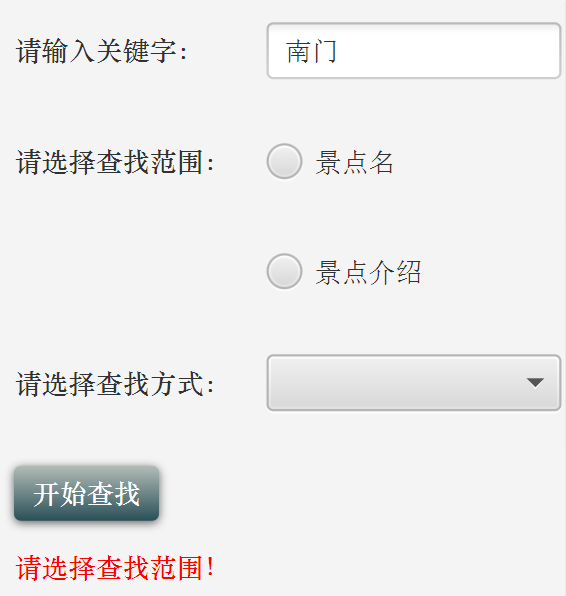 请输入关键字：
南门
请选择查找范围：
景点名
景点介绍
请选择查找方式：
开始查找
请选择查找范围！